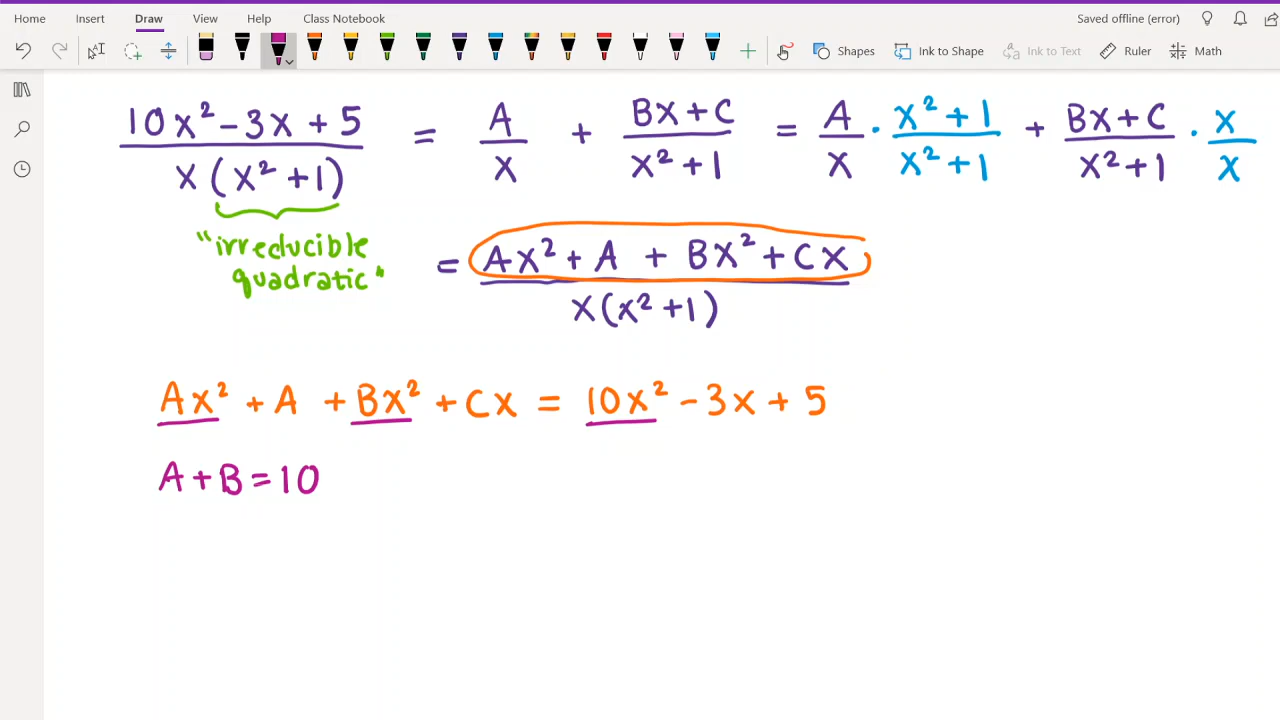 Home Insert Draw View Help Class Notebook Saved offline (error)
Shapes Ink to Shape Ink to Text Ruler Math
10x² - 3x + 5 / x(x² + 1) = A / x + Bx + C / x² + 1 = A / x · x² + 1 / x² + 1 + Bx + C / x² + 1 · x / x
"irreducible
quadratic"
= Ax² + A + Bx² + Cx / x(x² + 1)
Ax² + A + Bx² + Cx = 10x² - 3x + 5
A + B = 10